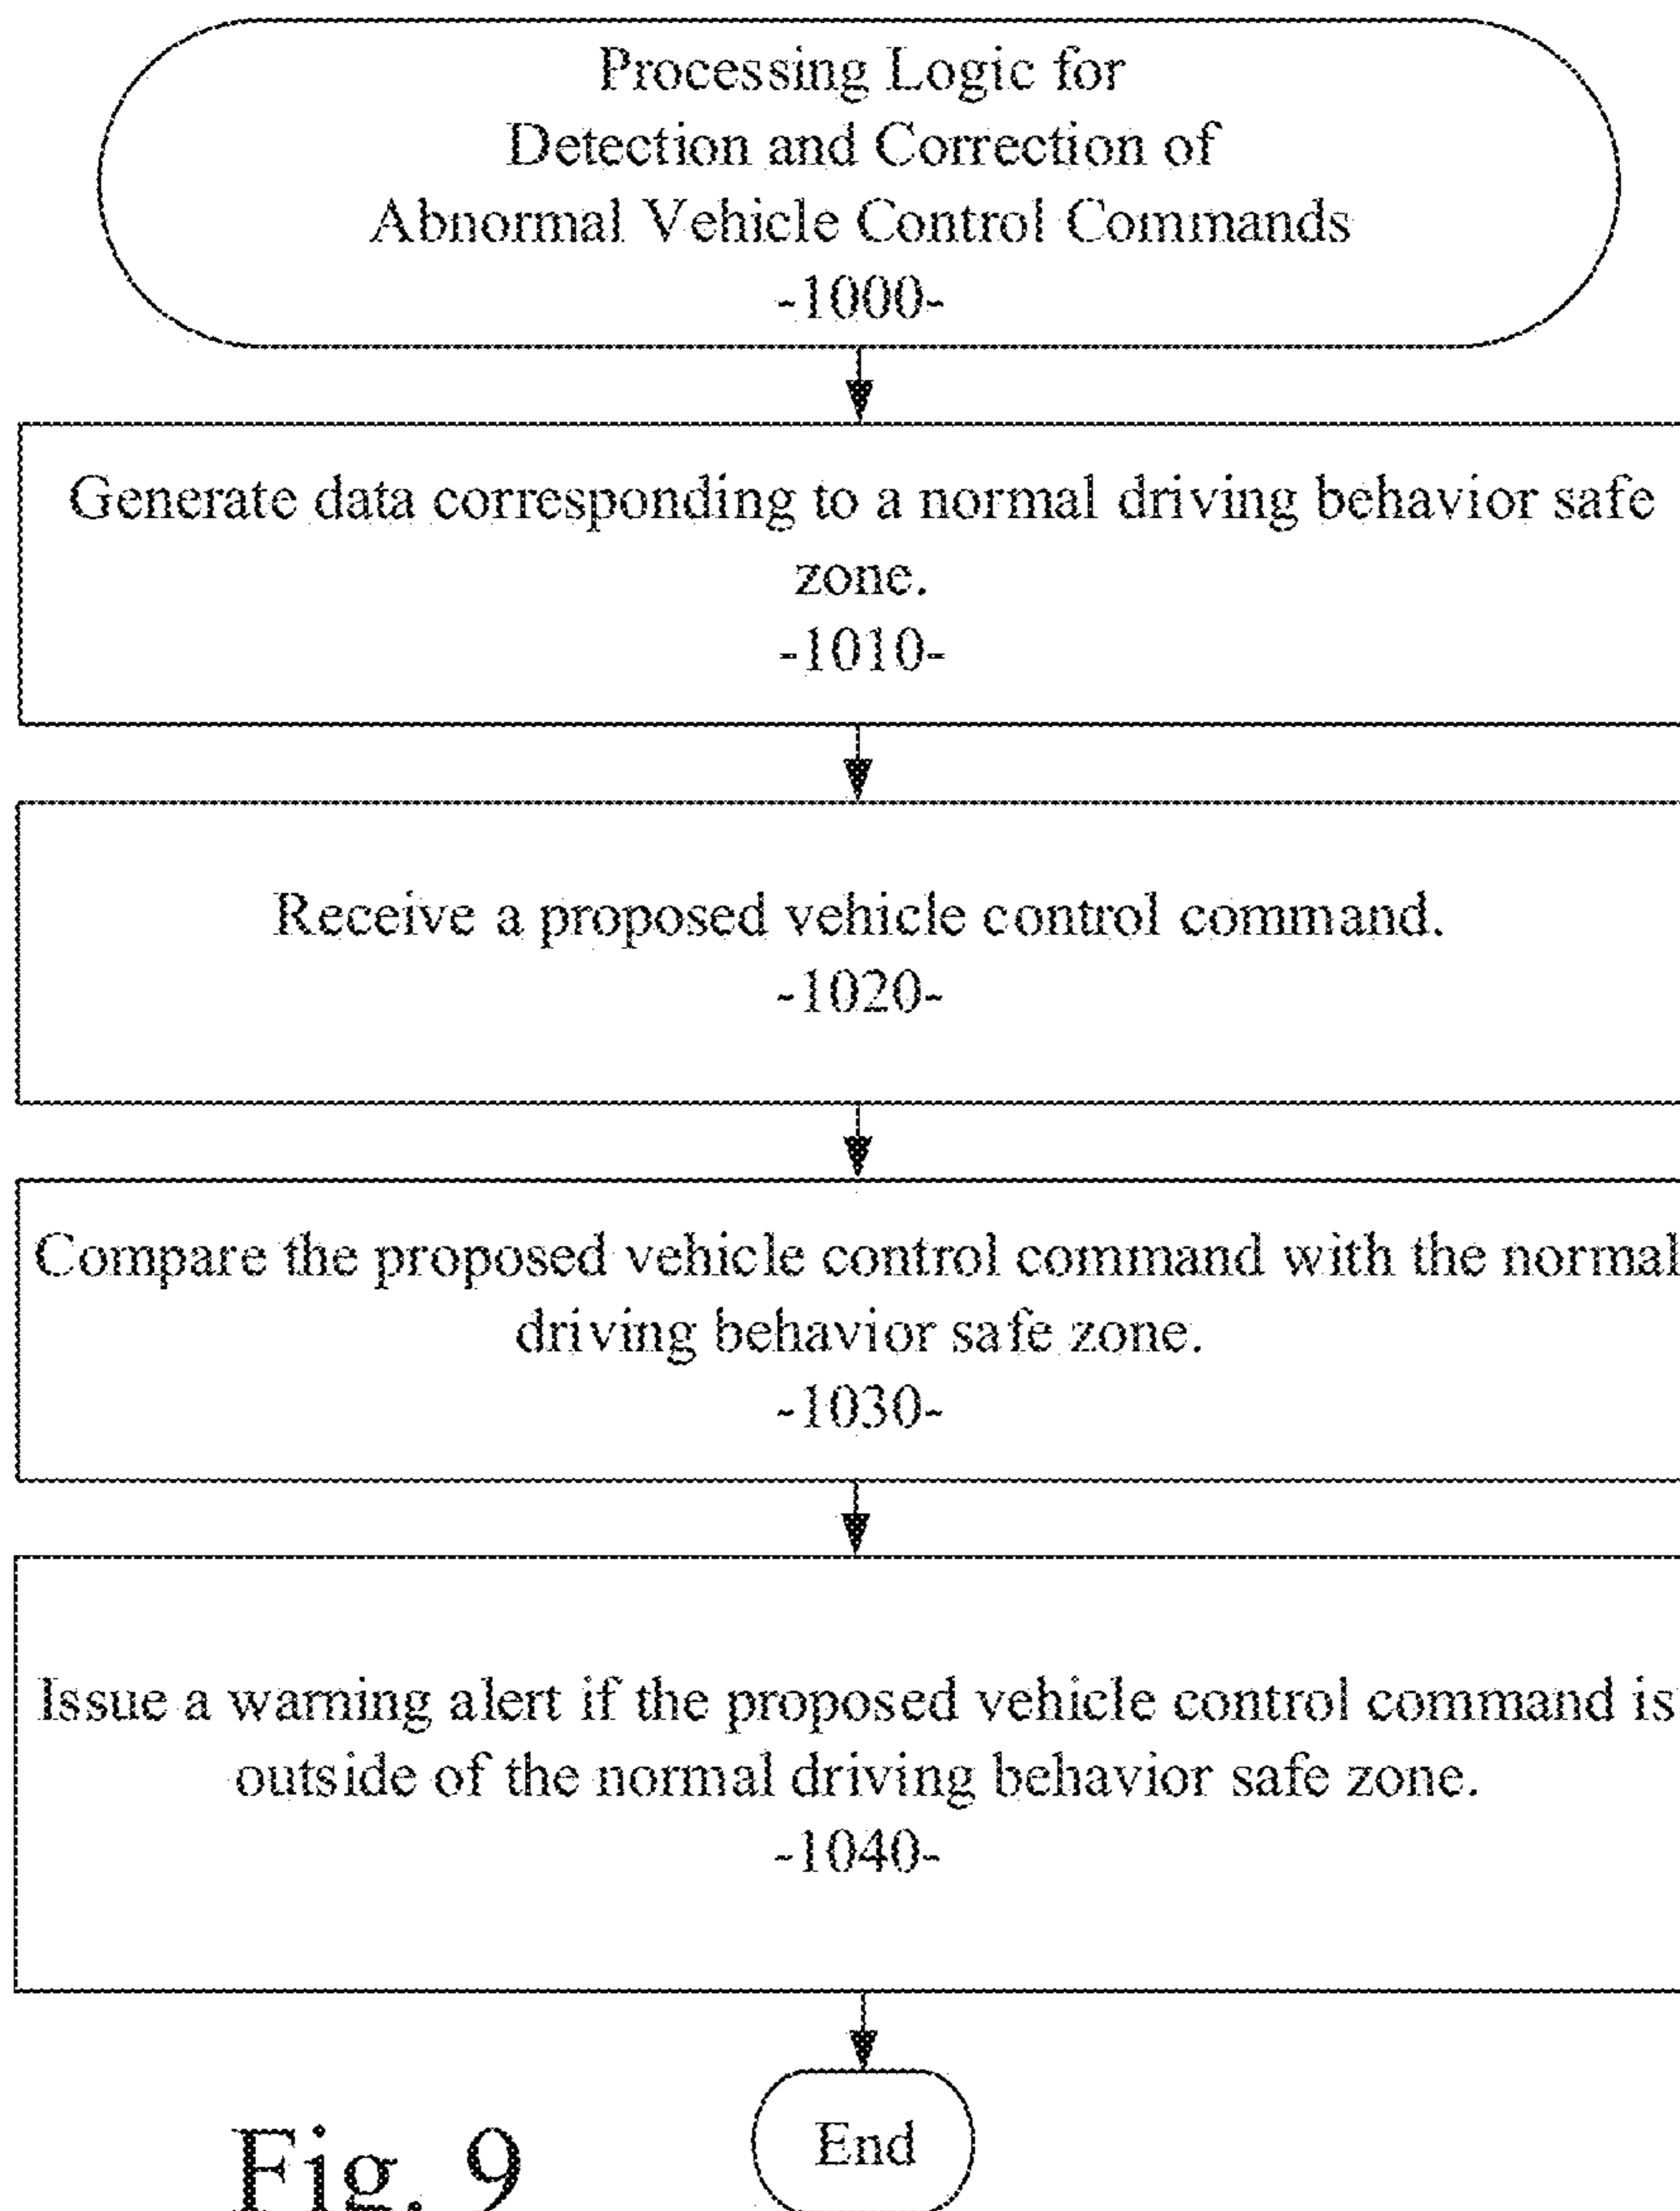 Processing Logic for
Detection and Correction of
Abnormal Vehicle Control Commands
-1000-
Generate data corresponding to a normal driving behavior safe
zone.
-1010-
Receive a proposed vehicle control command.
-1020-
Compare the proposed vehicle control command with the normal
driving behavior safe zone.
-1030-
Issue a warning alert if the proposed vehicle control command is
outside of the normal driving behavior safe zone.
-1040-
End
Fig. 9